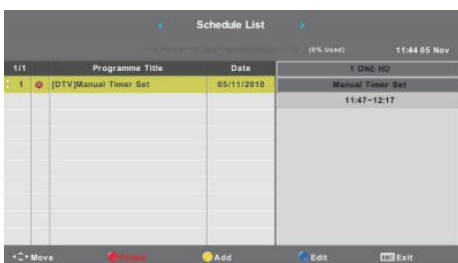 Schedule List
(0% Used) 11:44 05 Nov
1/1 Programme Title Date 1 ONE HD
1 [DTV]Manual Timer Set 05/11/2010 Manual Timer Set
11:47~12:17
Move Delete Add Edit EXIT Exit